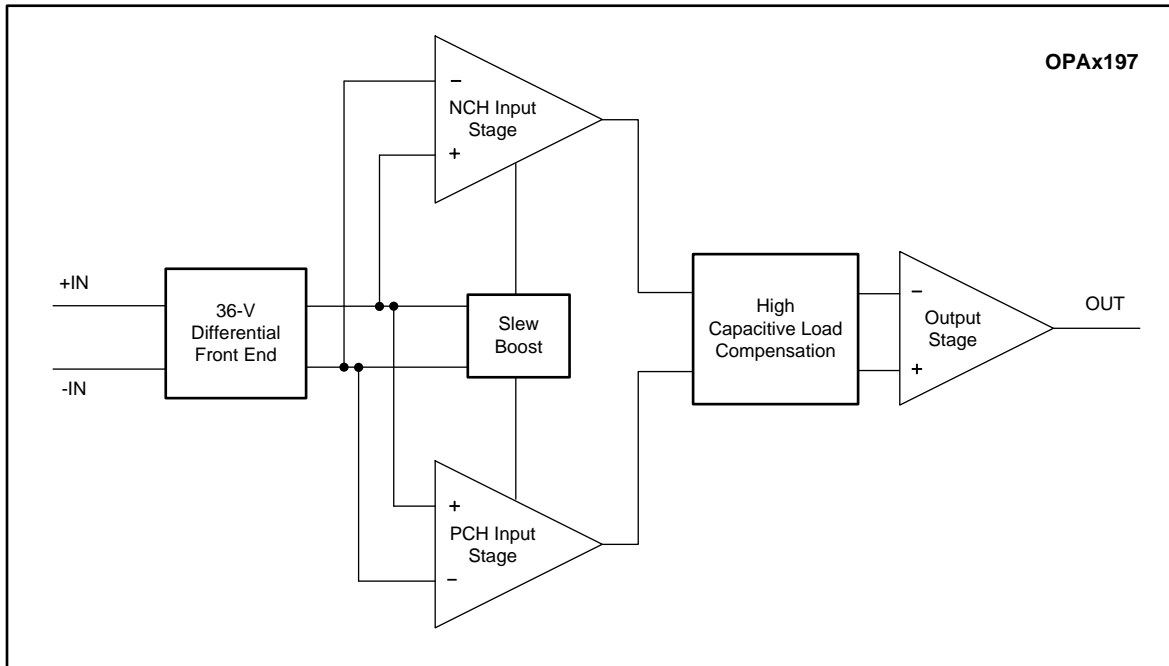 OPAx197
−
NCH Input
Stage
+
+IN
36-V
Differential
Front End
-IN
Slew
Boost
High
Capacitive Load
Compensation
−
Output
Stage
+
OUT
+
PCH Input
Stage
−